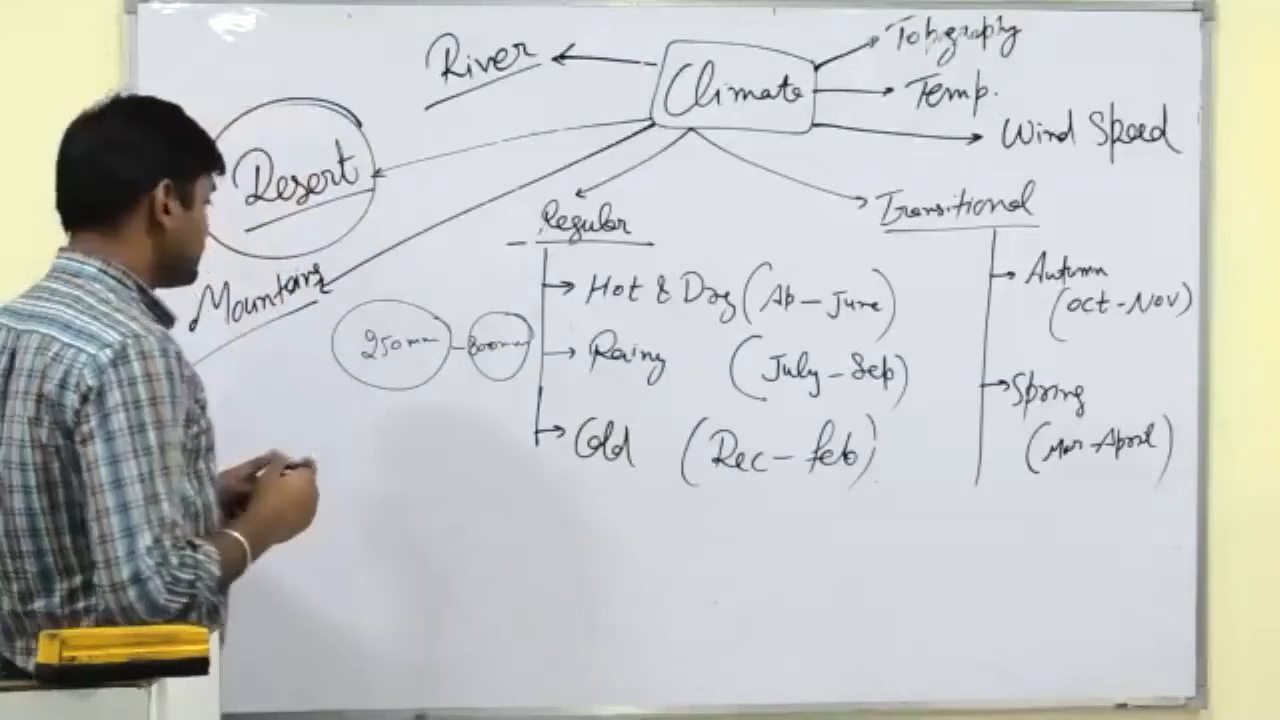 River
Climate
Topography
Temp.
Wind Speed
Desert
Regular
Transitional
Mountains
Hot & Dry (Ap - June)
Autumn
(Oct - Nov)
250mm - 800mm
Rainy (July - Sep)
Spring
(Mar - April)
Cold (Dec - Feb)